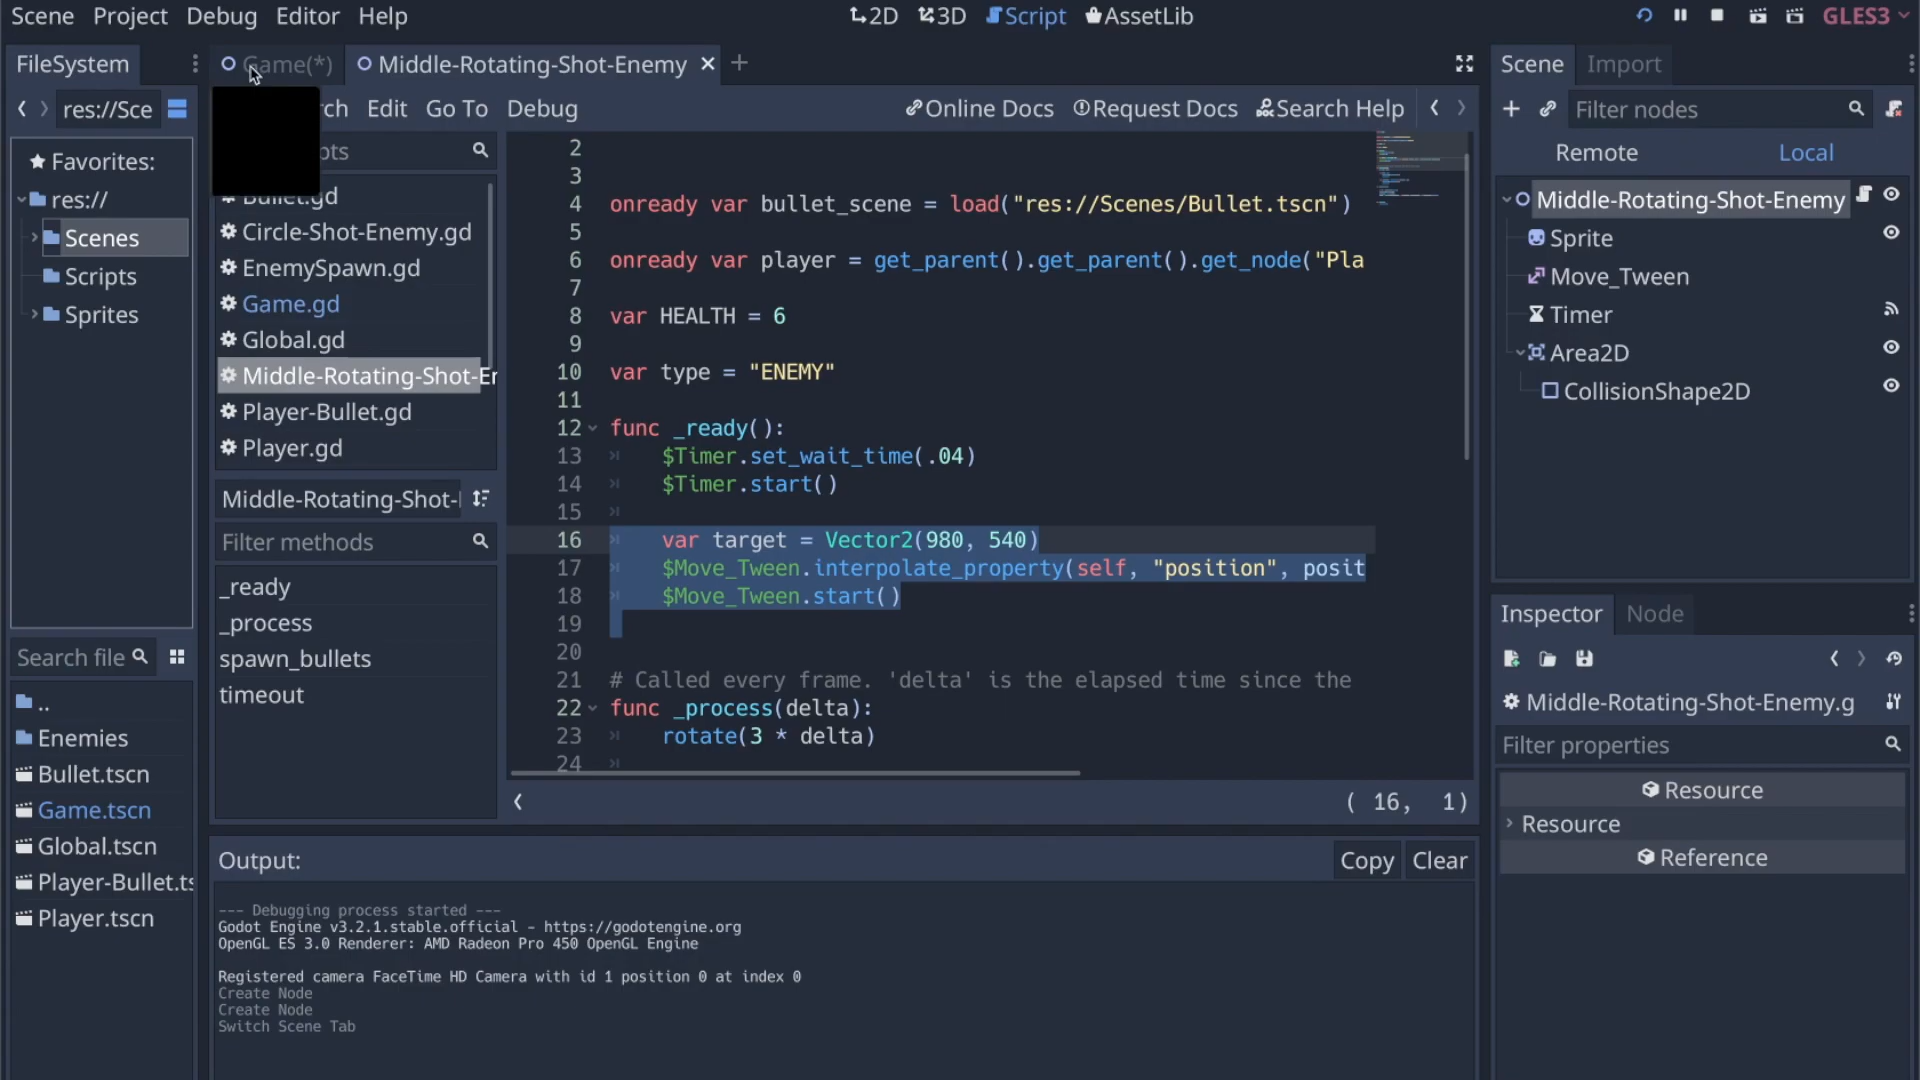 Scene Project Debug Editor Help
2D 3D Script AssetLib
GLES3
FileSystem
Game(*)
Middle-Rotating-Shot-Enemy
Scene Import
res://Sce
Edit Go To Debug
Online Docs Request Docs Search Help
Filter nodes
Remote Local
Favorites:
res://
Scenes
Scripts
Sprites
Bullet.gd
Circle-Shot-Enemy.gd
EnemySpawn.gd
Game.gd
Global.gd
Middle-Rotating-Shot-Er
Player-Bullet.gd
Player.gd
Middle-Rotating-Shot-
Filter methods
_ready
_process
spawn_bullets
timeout
2
3
4 onready var bullet_scene = load("res://Scenes/Bullet.tscn")
5
6 onready var player = get_parent().get_parent().get_node("Pla
7
8 var HEALTH = 6
9
10 var type = "ENEMY"
11
12 func _ready():
13 $Timer.set_wait_time(.04)
14 $Timer.start()
15
16 var target = Vector2(980, 540)
17 $Move_Tween.interpolate_property(self, "position", posit
18 $Move_Tween.start()
19
20
21 # Called every frame. 'delta' is the elapsed time since the
22 func _process(delta):
23 rotate(3 * delta)
24
( 16, 1)
Middle-Rotating-Shot-Enemy
Sprite
Move_Tween
Timer
Area2D
CollisionShape2D
Inspector Node
Middle-Rotating-Shot-Enemy.g
Filter properties
Resource
Resource
Reference
Search file
..
Enemies
Bullet.tscn
Game.tscn
Global.tscn
Player-Bullet.ts
Player.tscn
Output:
Copy Clear
--- Debugging process started ---
Godot Engine v3.2.1.stable.official - https://godotengine.org
OpenGL ES 3.0 Renderer: AMD Radeon Pro 450 OpenGL Engine
Registered camera FaceTime HD Camera with id 1 position 0 at index 0
Create Node
Create Node
Switch Scene Tab